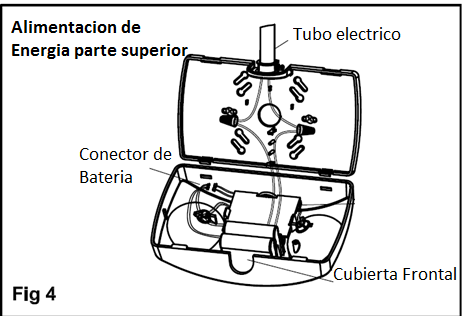 Alimentacion de
Energia parte superior
Tubo electrico
Conector de
Bateria
Cubierta Frontal
Fig 4